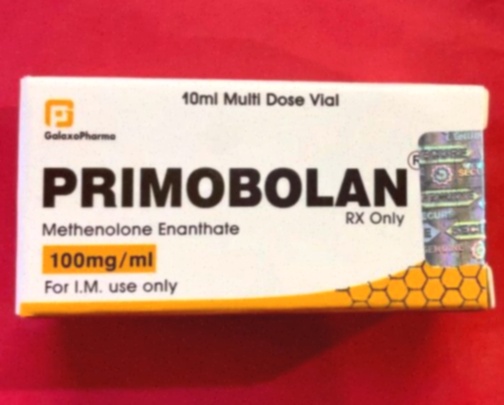 10ml Multi Dose Vial
GalaxoPharma
PRIMOBOLAN®
RX Only
Methenolone Enanthate
100mg/ml
For I.M. use only